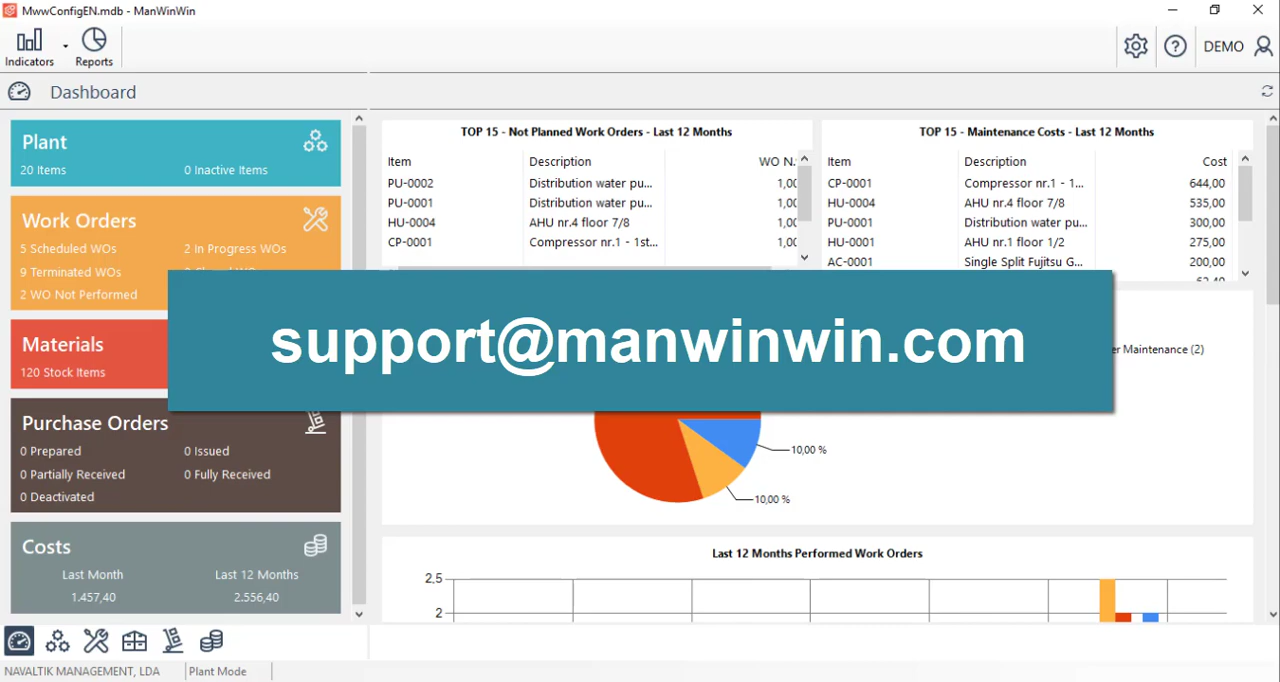 MwwConfigEN.mdb - ManWinWin
Indicators
Reports
DEMO
Dashboard
Plant
20 Items
0 Inactive Items
Work Orders
5 Scheduled WOs
2 In Progress WOs
9 Terminated WOs
2 WO Not Performed
Materials
120 Stock Items
Purchase Orders
0 Prepared
0 Issued
0 Partially Received
0 Fully Received
0 Deactivated
Costs
Last Month
Last 12 Months
1.457,40
2.556,40
TOP 15 - Not Planned Work Orders - Last 12 Months
Item Description WO N.
PU-0002 Distribution water pu... 1,00
PU-0001 Distribution water pu... 1,00
HU-0004 AHU nr.4 floor 7/8 1,00
CP-0001 Compressor nr.1 - 1st... 1,00
TOP 15 - Maintenance Costs - Last 12 Months
Item Description Cost
CP-0001 Compressor nr.1 - 1... 644,00
HU-0004 AHU nr.4 floor 7/8 535,00
PU-0001 Distribution water pu... 300,00
HU-0001 AHU nr.1 floor 1/2 275,00
AC-0001 Single Split Fujitsu G... 200,00
support@manwinwin.com
er Maintenance (2)
10,00 %
10,00 %
Last 12 Months Performed Work Orders
2,5
2
NAVALTIK MANAGEMENT, LDA
Plant Mode